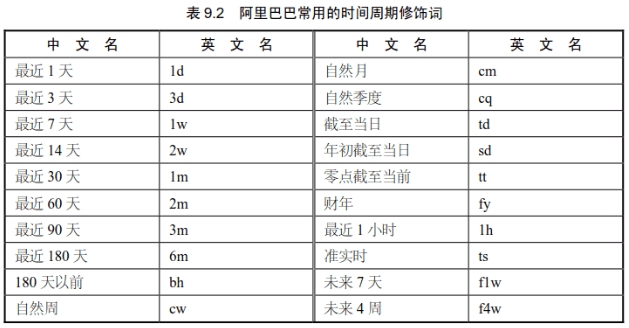 表 9.2 阿里巴巴常用的时间周期修饰词
中 文 名 英 文 名 中 文 名 英 文 名
最近 1 天 1d 自然月 cm
最近 3 天 3d 自然季度 cq
最近 7 天 1w 截至当日 td
最近 14 天 2w 年初截至当日 sd
最近 30 天 1m 零点截至当前 tt
最近 60 天 2m 财年 fy
最近 90 天 3m 最近 1 小时 1h
最近 180 天 6m 准实时 ts
180 天以前 bh 未来 7 天 f1w
自然周 cw 未来 4 周 f4w